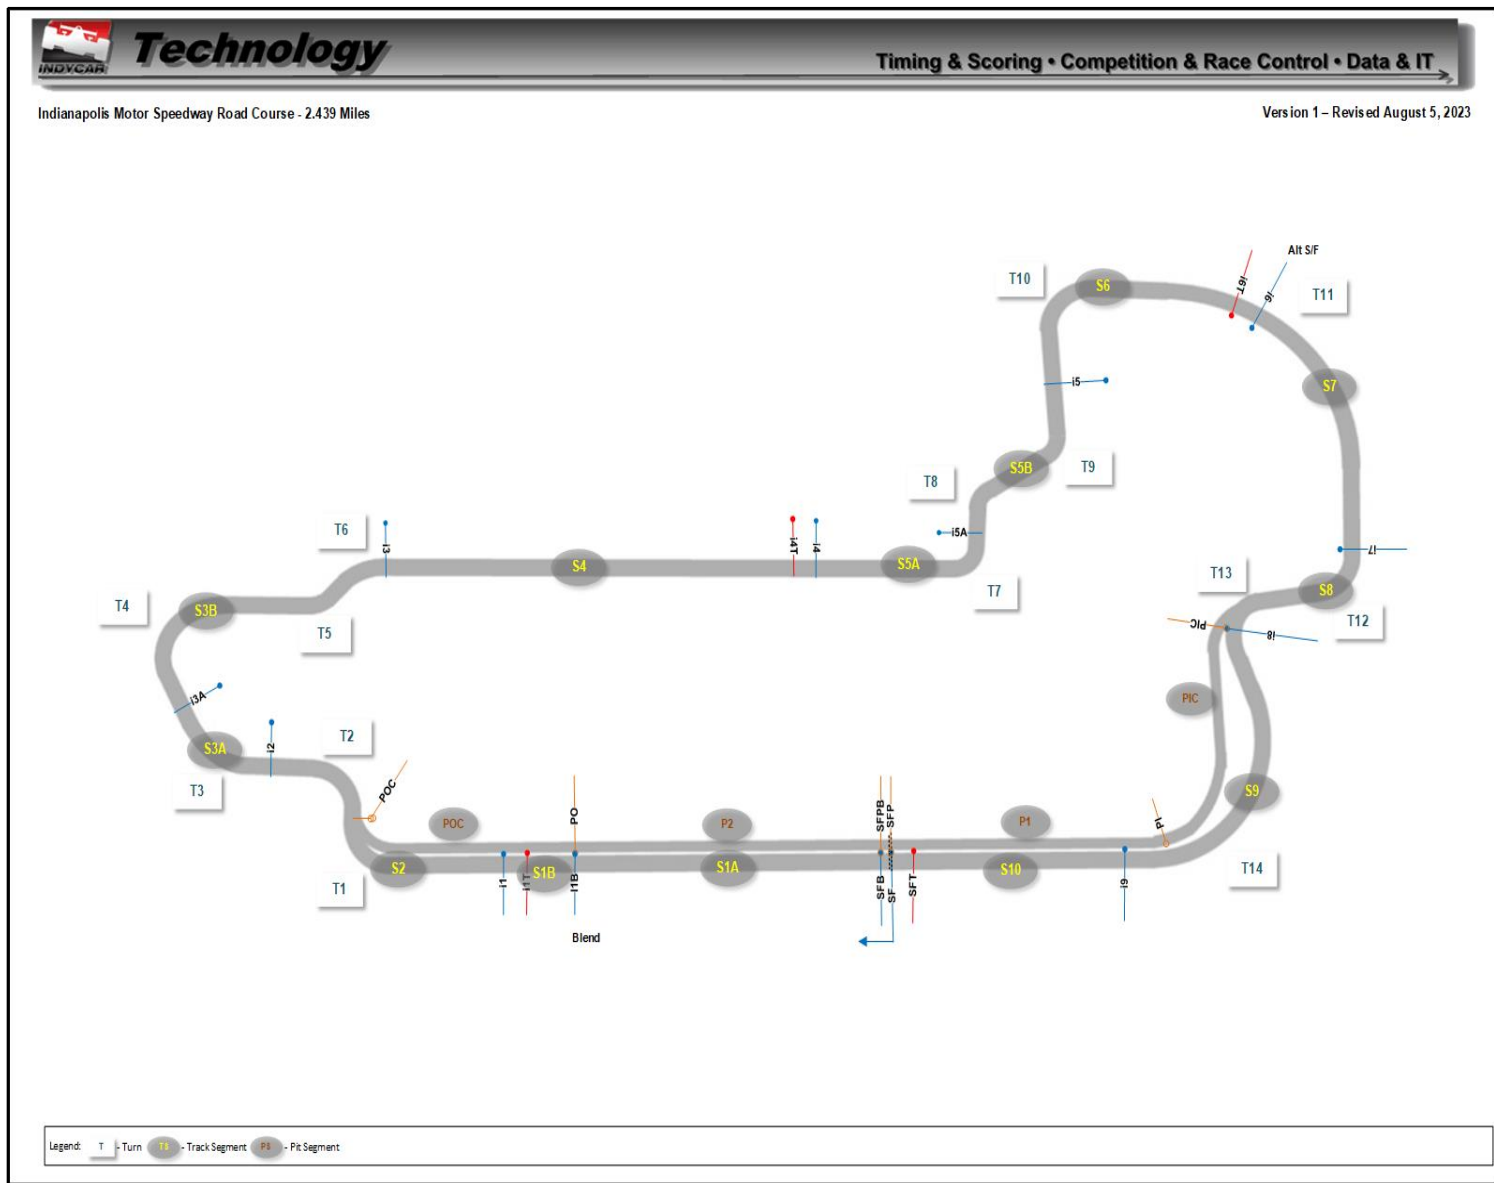 INDYCAR
Technology
Timing & Scoring • Competition & Race Control • Data & IT
Indianapolis Motor Speedway Road Course - 2.439 Miles
Version 1 – Revised August 5, 2023
Alt S/F
T10
S6
i6T
i6
T11
i5
S7
S5B
T9
T8
T6
i3
i4T
i4
i5A
S4
S5A
i7
T13
T7
S8
T4
S3B
T5
T12
PIC
i8
i3A
PIC
T2
i2
S3A
T3
POC
S9
PO
SFPB
SFP
PI
POC
P2
P1
T1
S2
i1
i1T
S1B
I1B
S1A
SFB
SF
SFT
S10
i9
T14
Blend
Legend: T - Turn TS - Track Segment PS - Pit Segment